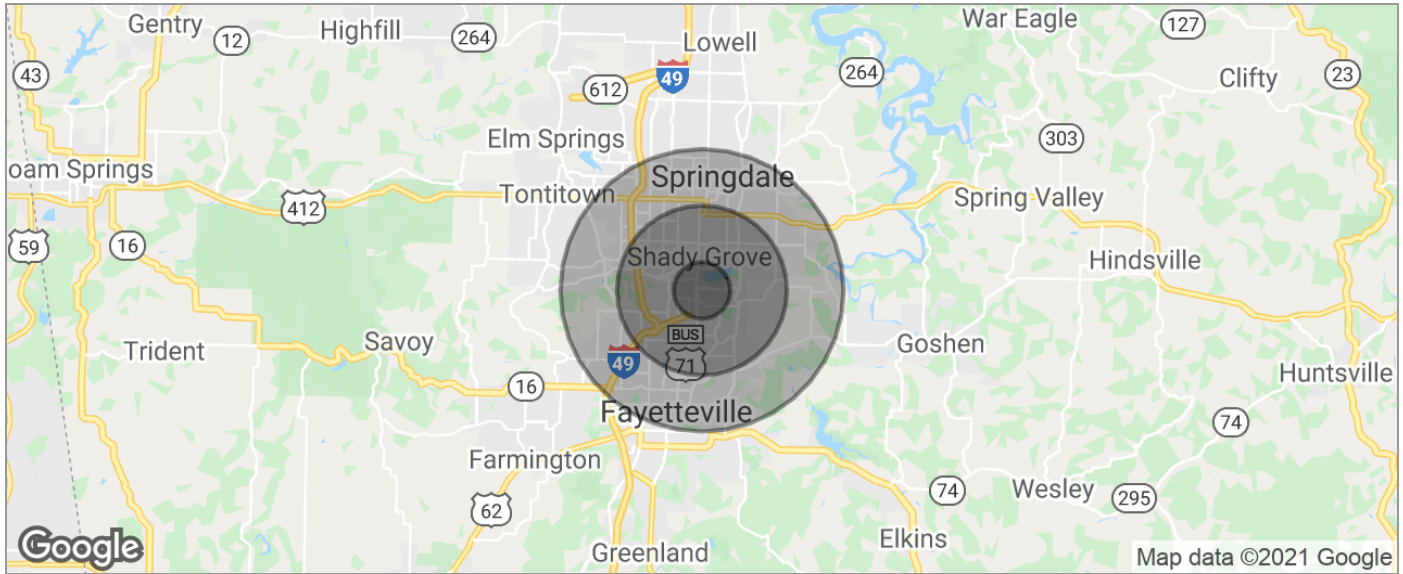 Gentry
Highfill
War Eagle
12
264
Lowell
127
43
49
264
23
Clifty
612
303
Elm Springs
oam Springs
Springdale
Tontitown
Spring Valley
412
59
16
Shady Grove
Hindsville
BUS
71
Savoy
Trident
49
Goshen
Huntsville
16
Fayetteville
74
Farmington
74
Wesley
295
62
Elkins
Greenland
Google
Map data ©2021 Google